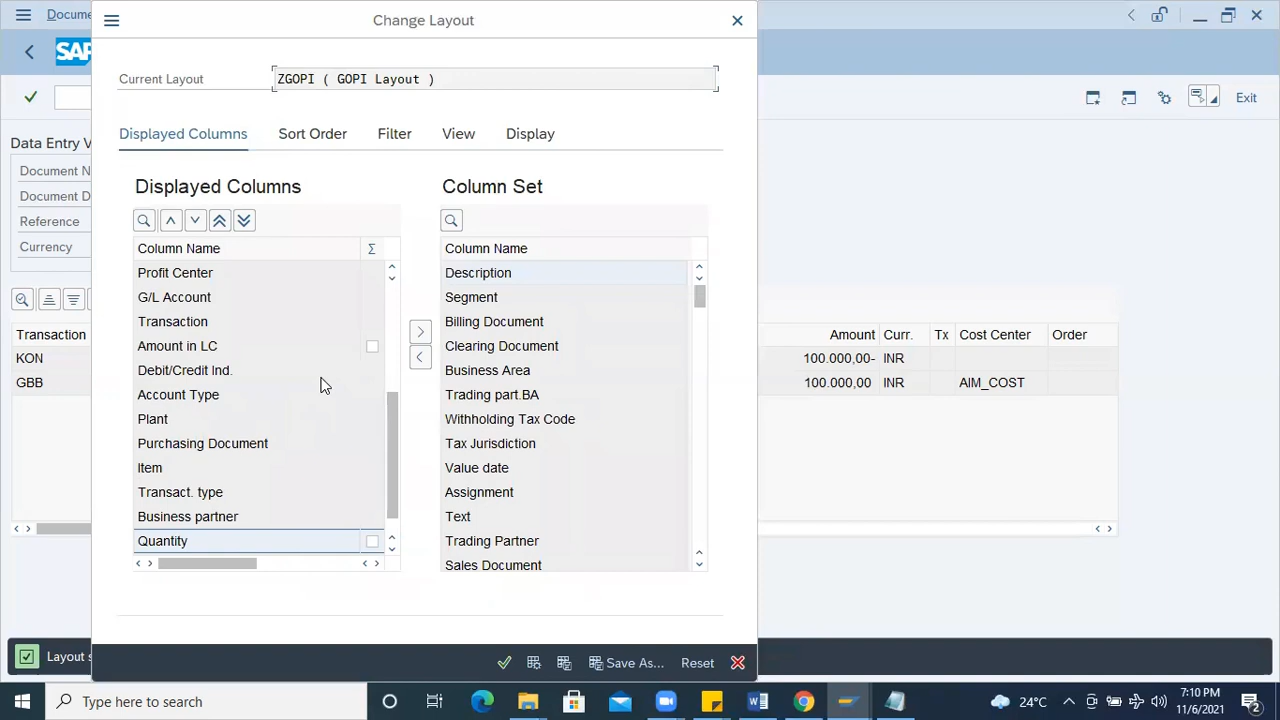 Docume
Change Layout
SAP
Current Layout
ZGOPI ( GOPI Layout )
Exit
Displayed Columns
Sort Order
Filter
View
Display
Data Entry V
Document N
Document D
Reference
Currency
Displayed Columns
Column Set
Column Name
Σ
Column Name
Profit Center
Description
G/L Account
Segment
Transaction
Billing Document
Amount in LC
Clearing Document
Debit/Credit Ind.
Business Area
Account Type
Trading part.BA
Plant
Withholding Tax Code
Purchasing Document
Tax Jurisdiction
Item
Value date
Transact. type
Assignment
Business partner
Text
Quantity
Trading Partner
Sales Document
Transaction
Amount
Curr.
Tx
Cost Center
Order
KON
100.000,00-
INR
GBB
100.000,00
INR
AIM_COST
Layout s
Save As...
Reset
Type here to search
24°C
7:10 PM
11/6/2021
2